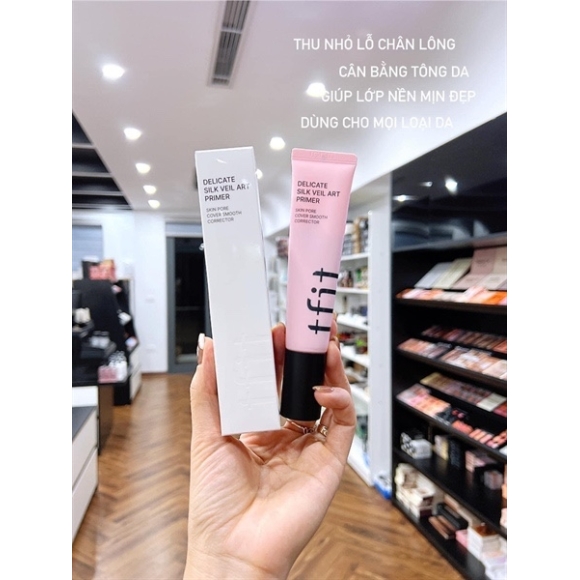 THU NHỎ LỖ CHÂN LÔNG
CÂN BẰNG TÔNG DA
GIÚP LỚP NỀN MỊN ĐẸP
DÙNG CHO MỌI LOẠI DA
DELICATE
SILK VEIL ART
PRIMER
SKIN PORE
COVER SMOOTH
CORRECTOR
tfit
DELICATE
SILK VEIL ART
PRIMER
SKIN PORE
COVER SMOOTH
CORRECTOR
tfit